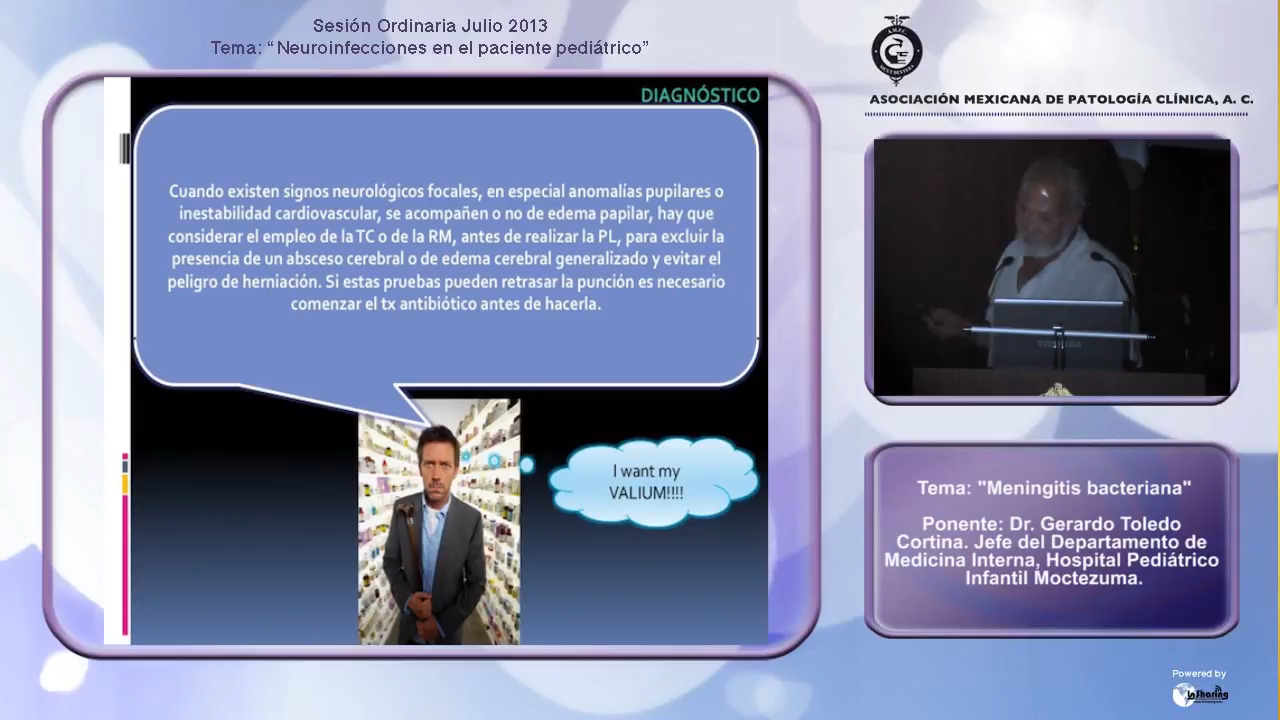 Sesión Ordinaria Julio 2013
Tema: “Neuroinfecciones en el paciente pediátrico”
ASOCIACIÓN MEXICANA DE PATOLOGÍA CLÍNICA, A. C.
DIAGNÓSTICO
Cuando existen signos neurológicos focales, en especial anomalías pupilares o
inestabilidad cardiovascular, se acompañen o no de edema papilar, hay que
considerar el empleo de la TC o de la RM, antes de realizar la PL, para excluir la
presencia de un absceso cerebral o de edema cerebral generalizado y evitar el
peligro de herniación. Si estas pruebas pueden retrasar la punción es necesario
comenzar el tx antibiótico antes de hacerla.
I want my
VALIUM!!!!
TOSHIBA
Tema: "Meningitis bacteriana"
Ponente: Dr. Gerardo Toledo
Cortina. Jefe del Departamento de
Medicina Interna, Hospital Pediátrico
Infantil Moctezuma.
Powered by
InSharing